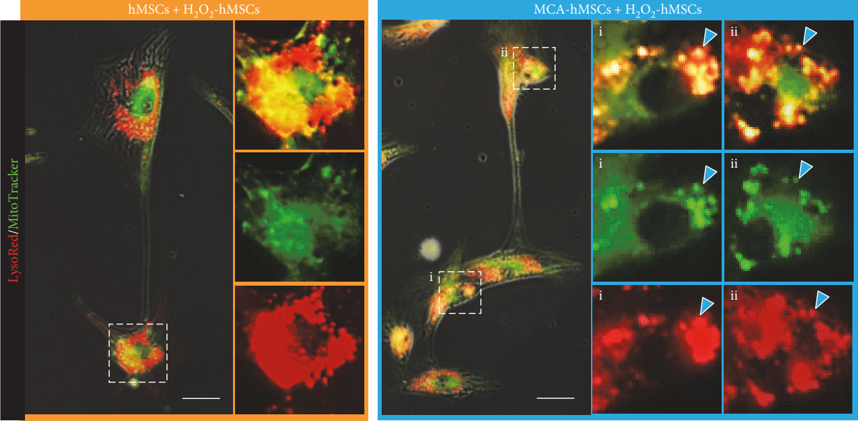 hMSCs + H₂O₂-hMSCs
MCA-hMSCs + H₂O₂-hMSCs
LysoRed/MitoTracker
ii
i
i
ii
i
ii
i
ii